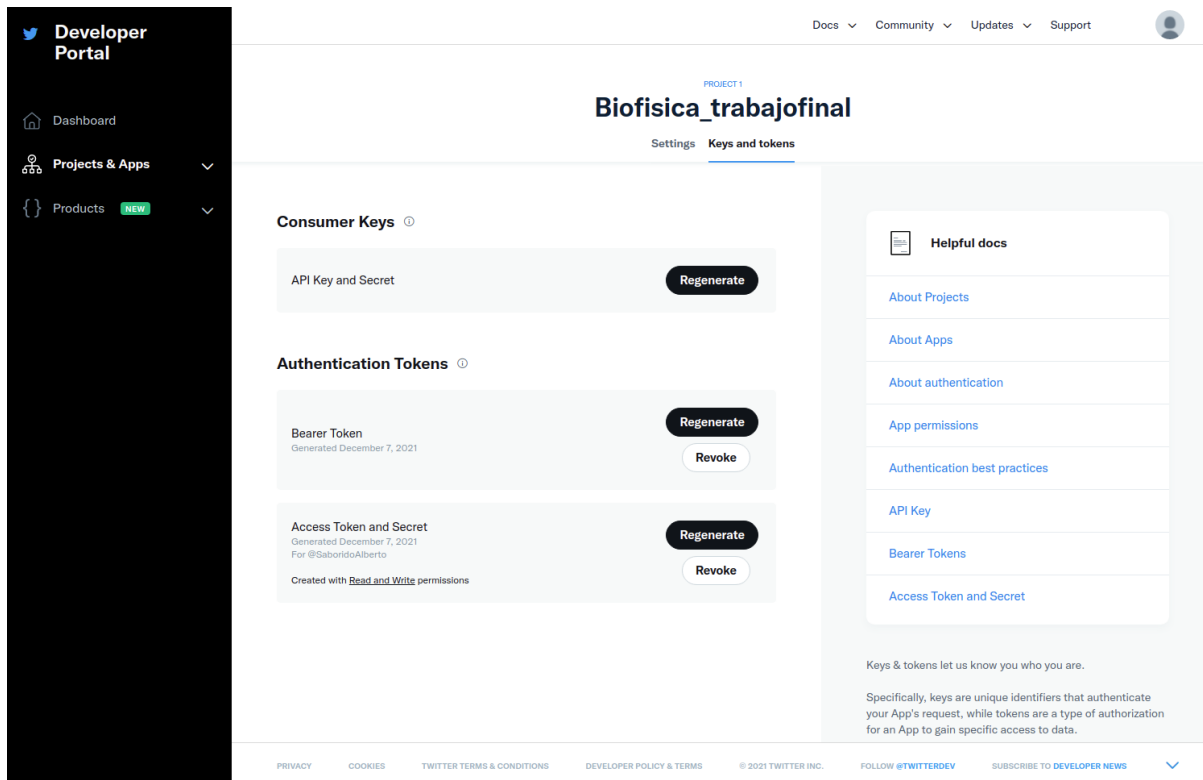 Developer
Portal
Docs Community Updates Support
Dashboard
Projects & Apps
Products NEW
PROJECT 1
Biofisica_trabajofinal
Settings Keys and tokens
Consumer Keys
API Key and Secret
Regenerate
Authentication Tokens
Bearer Token
Generated December 7, 2021
Regenerate
Revoke
Access Token and Secret
Generated December 7, 2021
For @SaboridoAlberto
Created with Read and Write permissions
Regenerate
Revoke
Helpful docs
About Projects
About Apps
About authentication
App permissions
Authentication best practices
API Key
Bearer Tokens
Access Token and Secret
Keys & tokens let us know you who you are.
Specifically, keys are unique identifiers that authenticate
your App's request, while tokens are a type of authorization
for an App to gain specific access to data.
PRIVACY COOKIES TWITTER TERMS & CONDITIONS DEVELOPER POLICY & TERMS © 2021 TWITTER INC. FOLLOW @TWITTERDEV SUBSCRIBE TO DEVELOPER NEWS